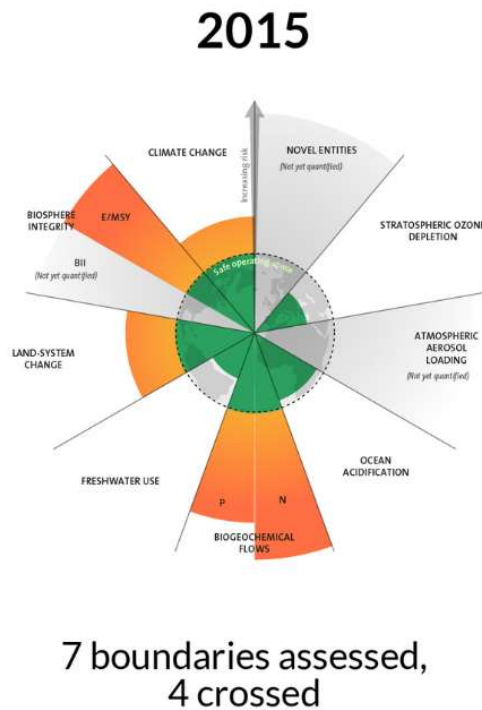 2015
CLIMATE CHANGE
Increasing risk
NOVEL ENTITIES
(Not yet quantified)
STRATOSPHERIC OZONE
DEPLETION
ATMOSPHERIC
AEROSOL
LOADING
(Not yet quantified)
OCEAN
ACIDIFICATION
N
P
BIOGEOCHEMICAL
FLOWS
FRESHWATER USE
LAND-SYSTEM
CHANGE
BII
(Not yet quantified)
BIOSPHERE
INTEGRITY
E/MSY
Safe operating
7 boundaries assessed,
4 crossed